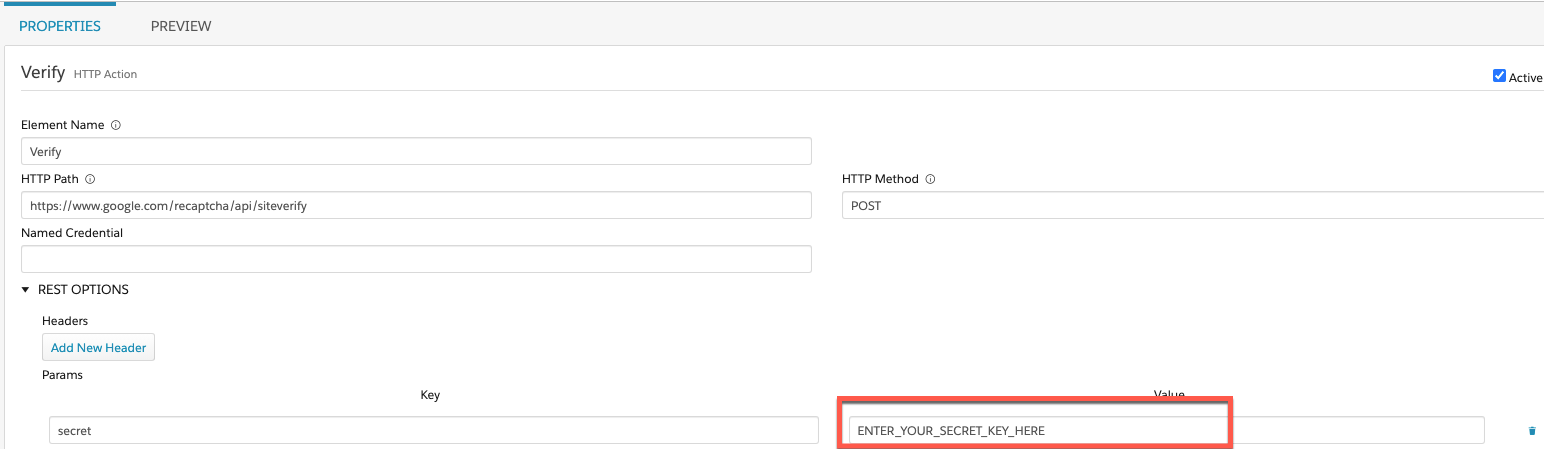 PROPERTIES PREVIEW
Verify HTTP Action
Active
Element Name
Verify
HTTP Path HTTP Method
https://www.google.com/recaptcha/api/siteverify POST
Named Credential
REST OPTIONS
Headers
Add New Header
Params
Key Value
secret ENTER_YOUR_SECRET_KEY_HERE